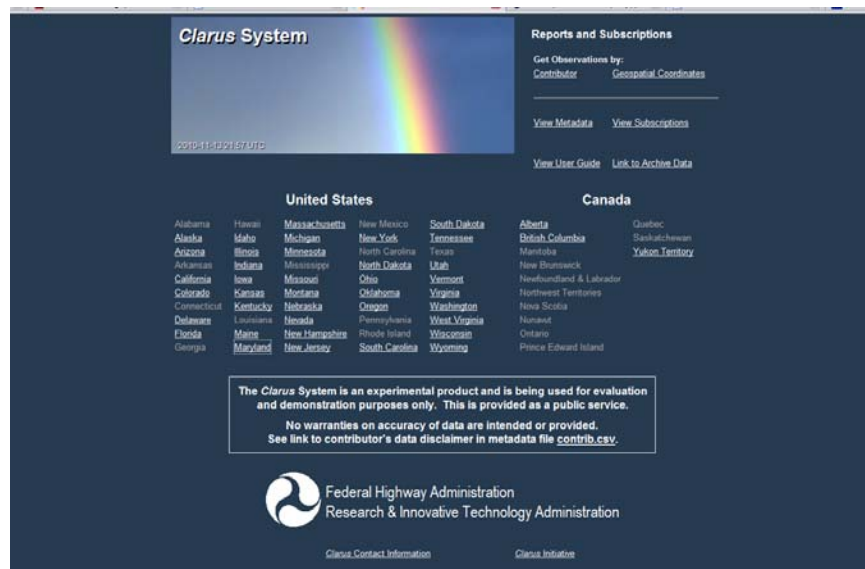 Clarus System
2010-11-13 21:57 UTC
Reports and Subscriptions
Get Observations by:
Contributor Geospatial Coordinates
View Metadata View Subscriptions
View User Guide Link to Archive Data
United States
Alabama Hawaii Massachusetts New Mexico South Dakota
Alaska Idaho Michigan New York Tennessee
Arizona Illinois Minnesota North Carolina Texas
Arkansas Indiana Mississippi North Dakota Utah
California Iowa Missouri Ohio Vermont
Colorado Kansas Montana Oklahoma Virginia
Connecticut Kentucky Nebraska Oregon Washington
Delaware Louisiana Nevada Pennsylvania West Virginia
Florida Maine New Hampshire Rhode Island Wisconsin
Georgia Maryland New Jersey South Carolina Wyoming
Canada
Alberta Quebec
British Columbia Saskatchewan
Manitoba Yukon Territory
New Brunswick
Newfoundland & Labrador
Northwest Territories
Nova Scotia
Nunavut
Ontario
Prince Edward Island
The Clarus System is an experimental product and is being used for evaluation
and demonstration purposes only. This is provided as a public service.
No warranties on accuracy of data are intended or provided.
See link to contributor's data disclaimer in metadata file contrib.csv.
Federal Highway Administration
Research & Innovative Technology Administration
Clarus Contact Information Clarus Initiative